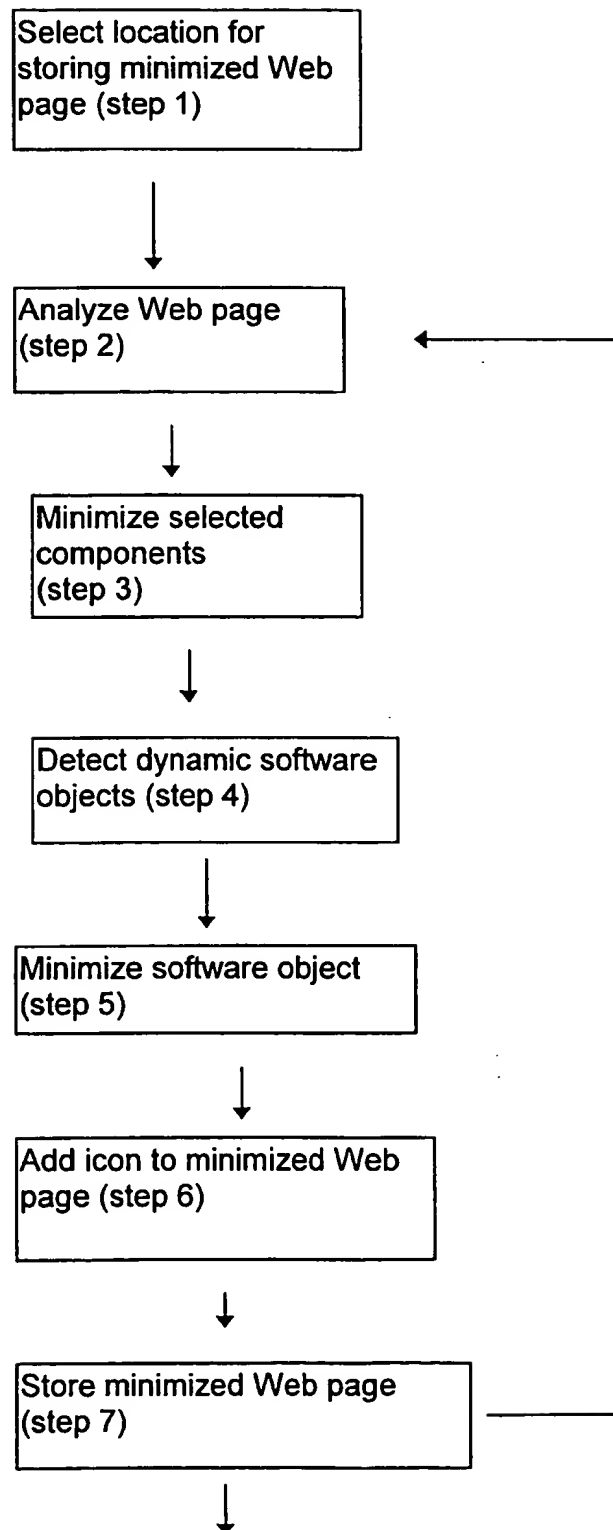 Select location for
storing minimized Web
page (step 1)
Analyze Web page
(step 2)
Minimize selected
components
(step 3)
Detect dynamic software
objects (step 4)
Minimize software object
(step 5)
Add icon to minimized Web
page (step 6)
Store minimized Web page
(step 7)